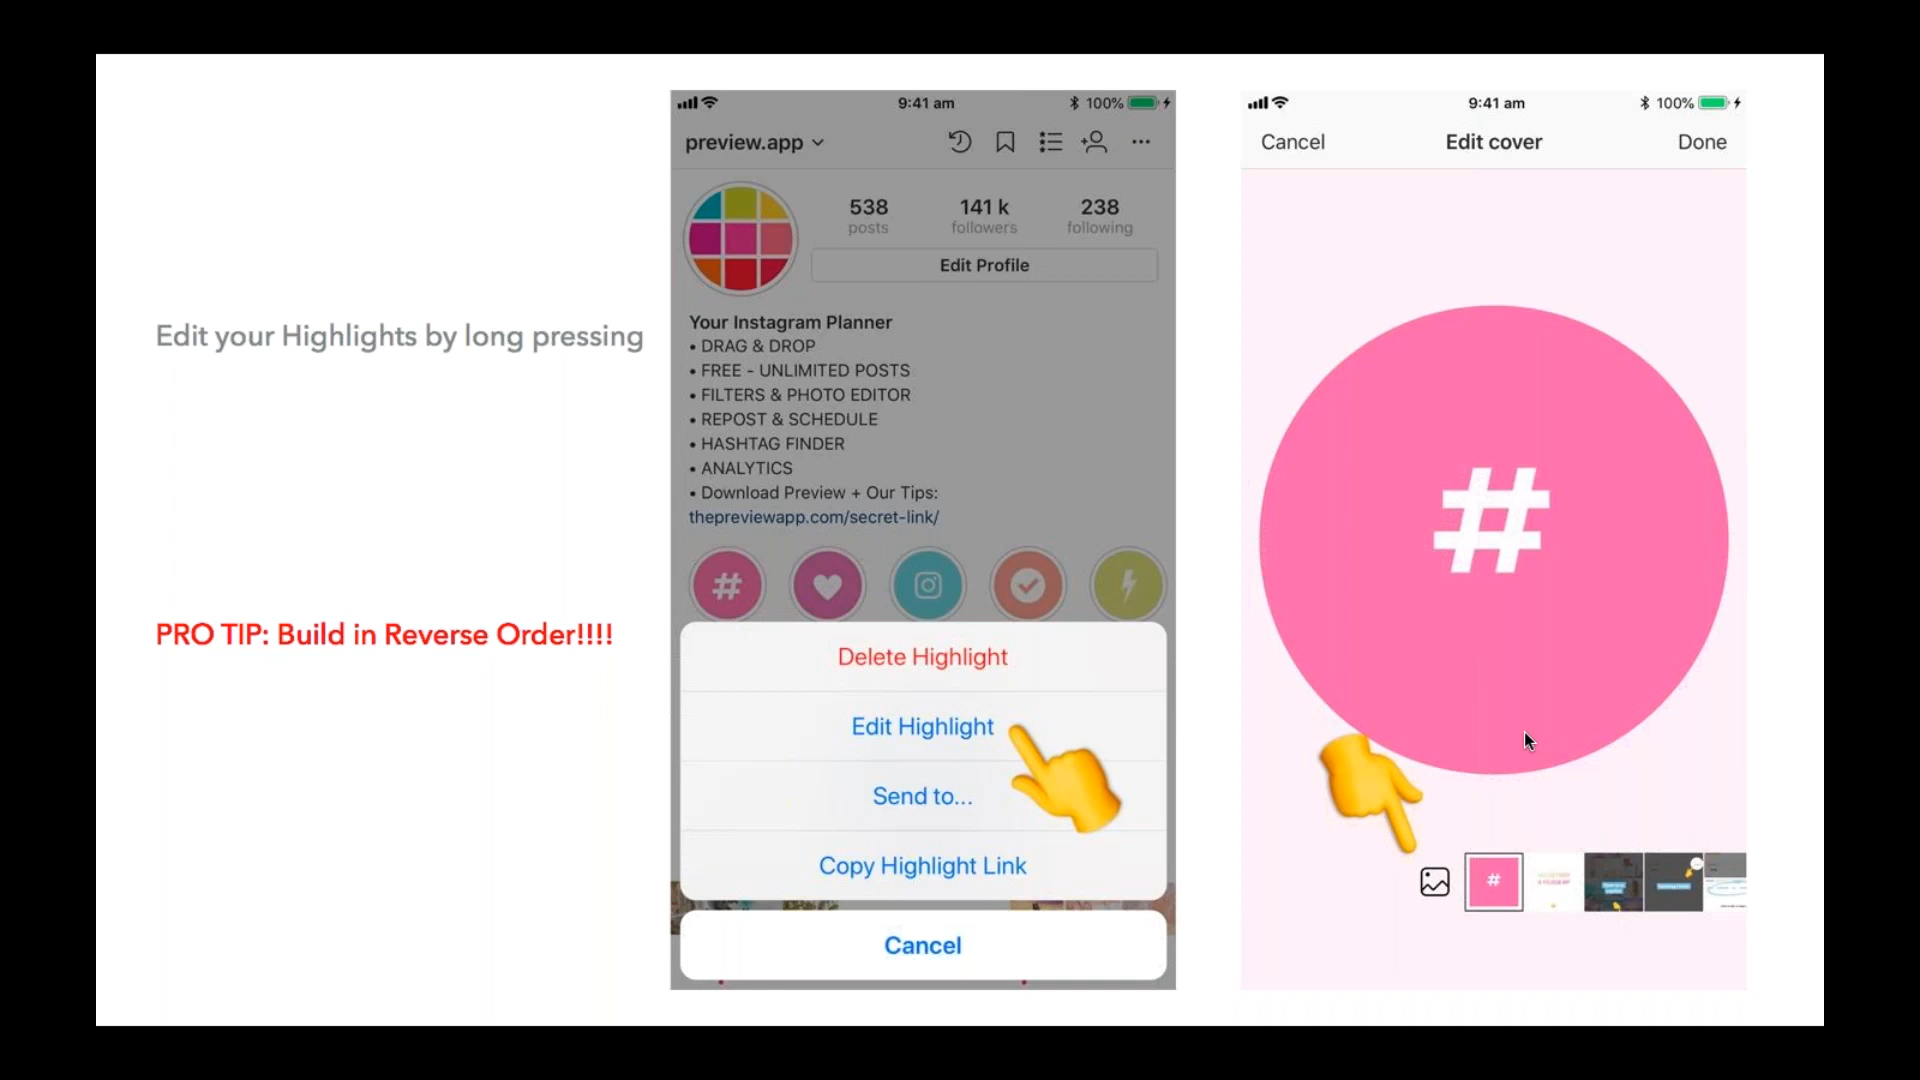 Edit your Highlights by long pressing
PRO TIP: Build in Reverse Order!!!!
9:41 am
100%
preview.app
538
posts
141 k
followers
238
following
Edit Profile
Your Instagram Planner
• DRAG & DROP
• FREE - UNLIMITED POSTS
• FILTERS & PHOTO EDITOR
• REPOST & SCHEDULE
• HASHTAG FINDER
• ANALYTICS
• Download Preview + Our Tips:
thepreviewapp.com/secret-link/
#
Delete Highlight
Edit Highlight
Send to...
Copy Highlight Link
Cancel
9:41 am
100%
Cancel
Edit cover
Done
#
#